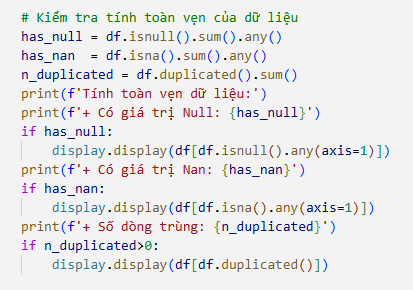 # Kiểm tra tính toàn vẹn của dữ liệu
has_null = df.isnull().sum().any()
has_nan  = df.isna().sum().any()
n_duplicated = df.duplicated().sum()
print(f'Tính toàn vẹn dữ liệu:')
print(f'+ Có giá trị Null: {has_null}')
if has_null:
    display.display(df[df.isnull().any(axis=1)])
print(f'+ Có giá trị Nan: {has_nan}')
if has_nan:
    display.display(df[df.isna().any(axis=1)])
print(f'+ Số dòng trùng: {n_duplicated}')
if n_duplicated>0:
    display.display(df[df.duplicated()])